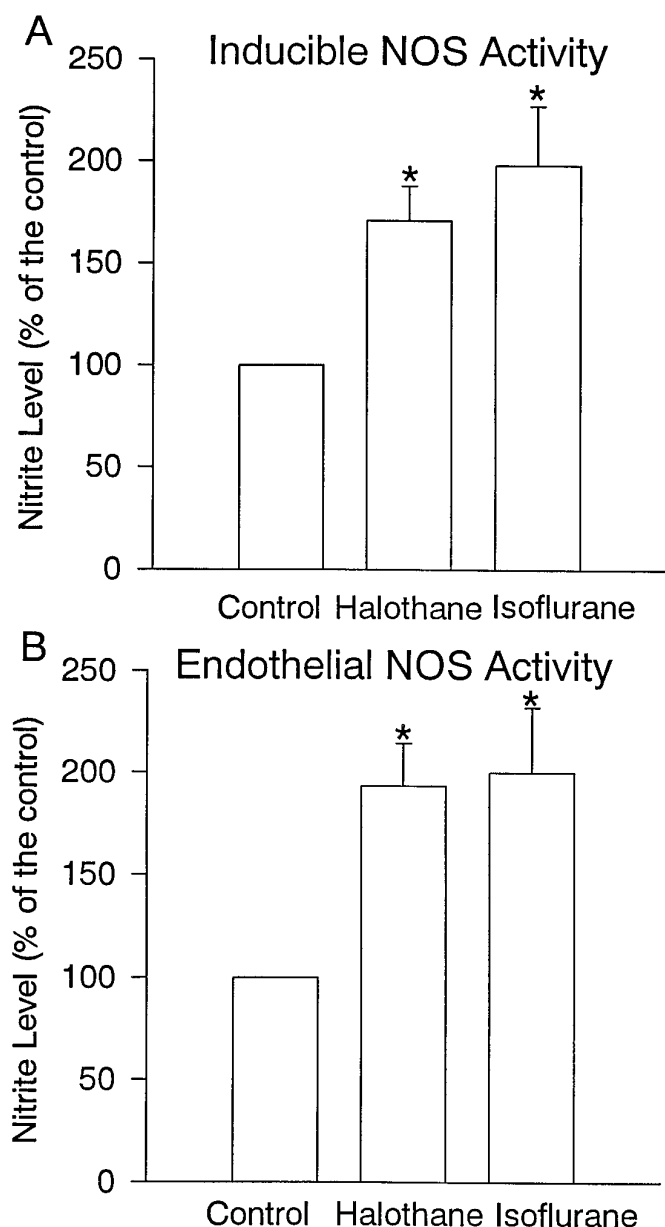 A
Inducible NOS Activity
Nitrite Level (% of the control)
250
200
150
100
50
0
*
*
Control Halothane Isoflurane
B
Endothelial NOS Activity
Nitrite Level (% of the control)
250
200
150
100
50
0
*
*
Control Halothane Isoflurane